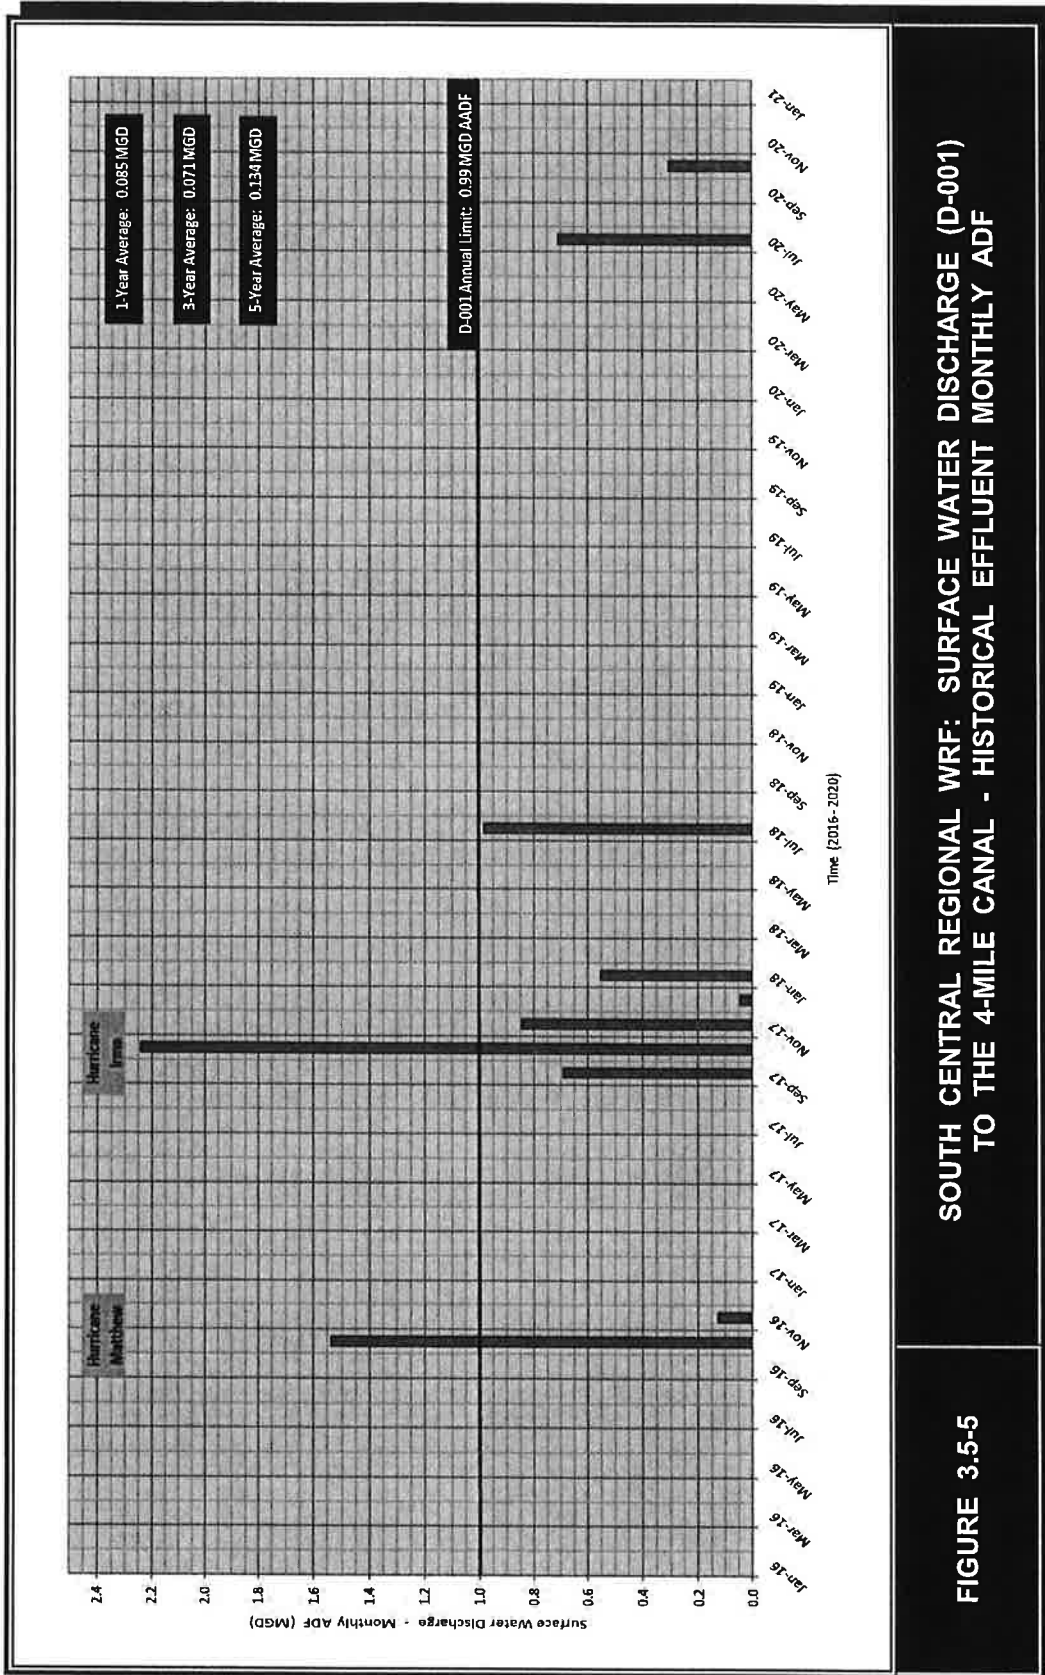 Hurricane
Matthew
Hurricane
Irma
1-Year Average: 0.085 MGD
3-Year Average: 0.071 MGD
5-Year Average: 0.134 MGD
D-001 Annual Limit: 0.99 MGD AADF
Surface Water Discharge - Monthly ADF (MGD)
2.4
2.2
2.0
1.8
1.6
1.4
1.2
1.0
0.8
0.6
0.4
0.2
0.0
Jan-16
Mar-16
May-16
Jul-16
Sep-16
Nov-16
Jan-17
Mar-17
May-17
Jul-17
Sep-17
Nov-17
Jan-18
Mar-18
May-18
Jul-18
Sep-18
Nov-18
Jan-19
Mar-19
May-19
Jul-19
Sep-19
Nov-19
Jan-20
Mar-20
May-20
Jul-20
Sep-20
Nov-20
Jan-21
Time (2016 - 2020)
FIGURE 3.5-5
SOUTH CENTRAL REGIONAL WRF: SURFACE WATER DISCHARGE (D-001)
TO THE 4-MILE CANAL - HISTORICAL EFFLUENT MONTHLY ADF